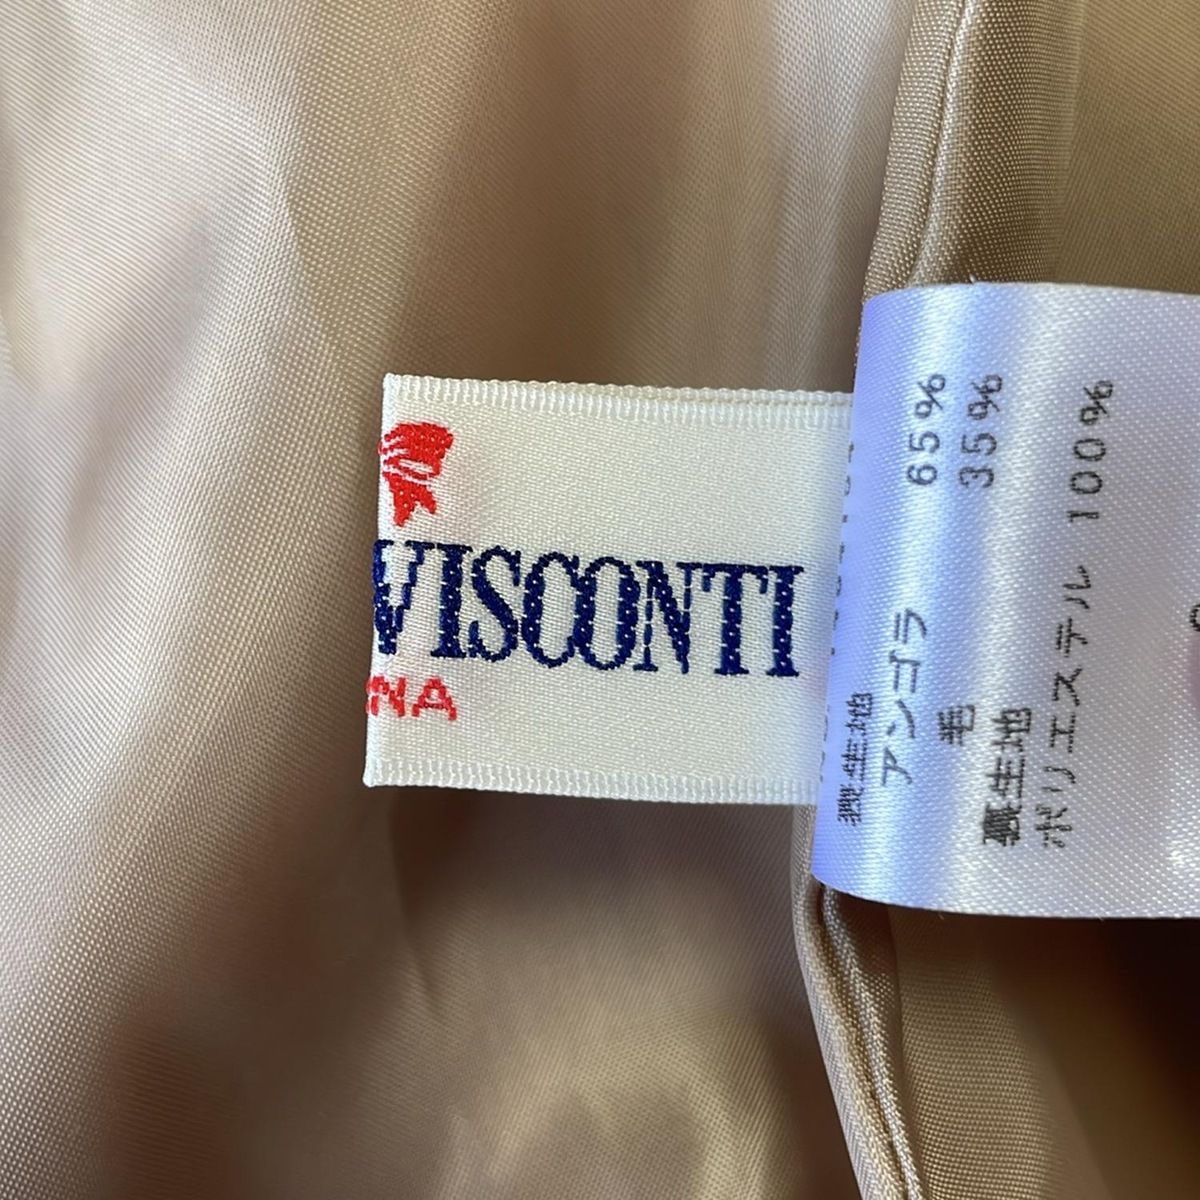 VISCONTI
NA
表生地
アンゴラ 65%
毛 35%
裏生地
ポリエステル 100%